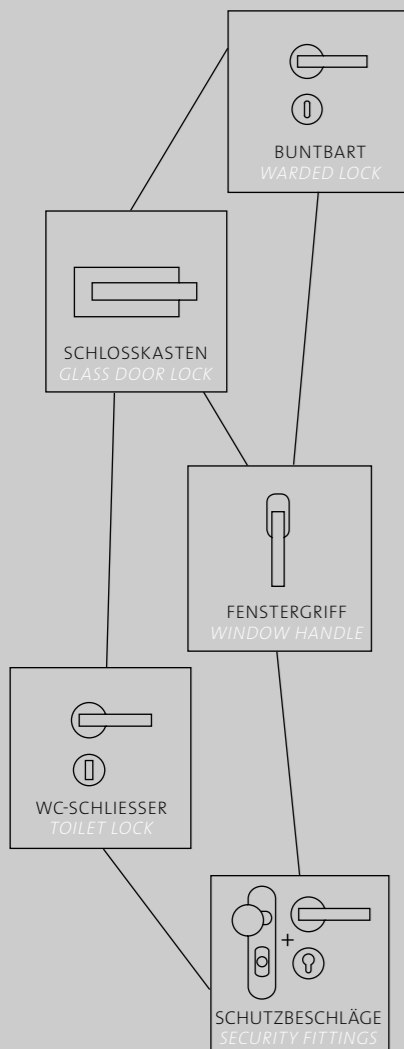 BUNTBART
WARDED LOCK
SCHLOSSKASTEN
GLASS DOOR LOCK
FENSTERGRIFF
WINDOW HANDLE
WC-SCHLIESSER
TOILET LOCK
+
SCHUTZBESCHLÄGE
SECURITY FITTINGS